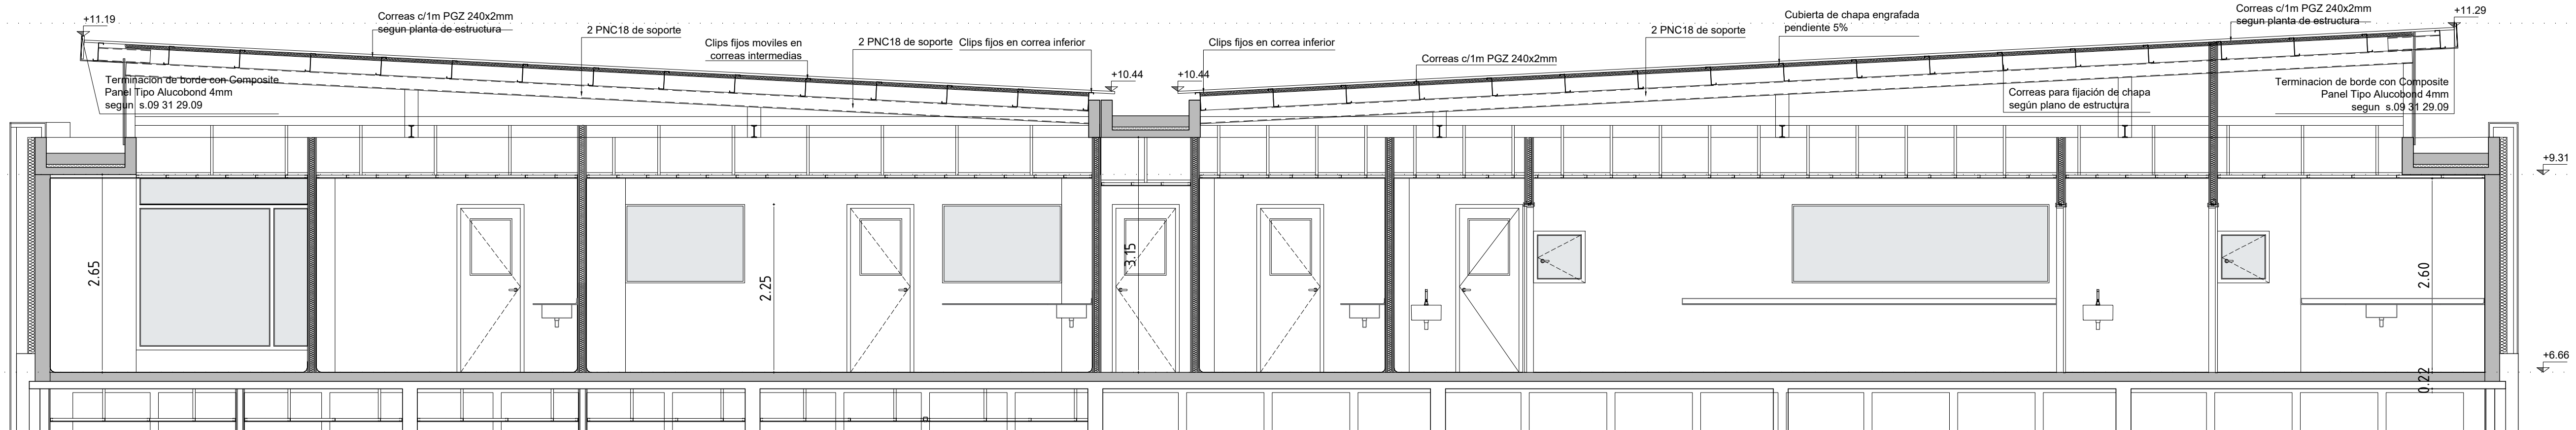 +11.19
Correas c/1m PGZ 240x2mm
segun planta de estructura
2 PNC18 de soporte
Clips fijos moviles en
correas intermedias
2 PNC18 de soporte
Clips fijos en correa inferior
+10.44
+10.44
Clips fijos en correa inferior
Correas c/1m PGZ 240x2mm
2 PNC18 de soporte
Cubierta de chapa engrafada
pendiente 5%
Correas c/1m PGZ 240x2mm
segun planta de estructura
+11.29
Terminacion de borde con Composite
Panel Tipo Alucobond 4mm
segun s.09 31 29.09
Correas para fijación de chapa
según plano de estructura
Terminacion de borde con Composite
Panel Tipo Alucobond 4mm
segun s.09 31 29.09
+9.31
2.65
2.25
3.15
2.60
+6.66
0.22